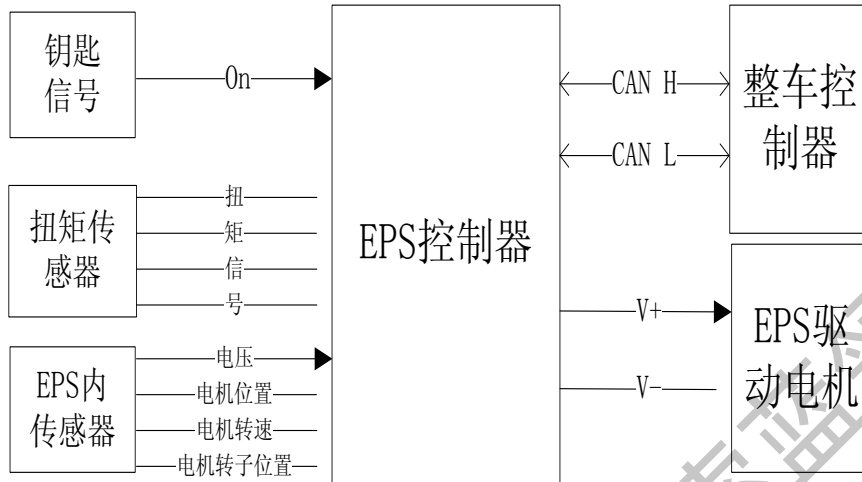 钥匙
信号
On
扭矩传
感器
扭
矩
信
号
EPS内
传感器
电压
电机位置
电机转速
电机转子位置
EPS控制器
CAN H
CAN L
整车控
制器
V+
V-
EPS驱
动电机